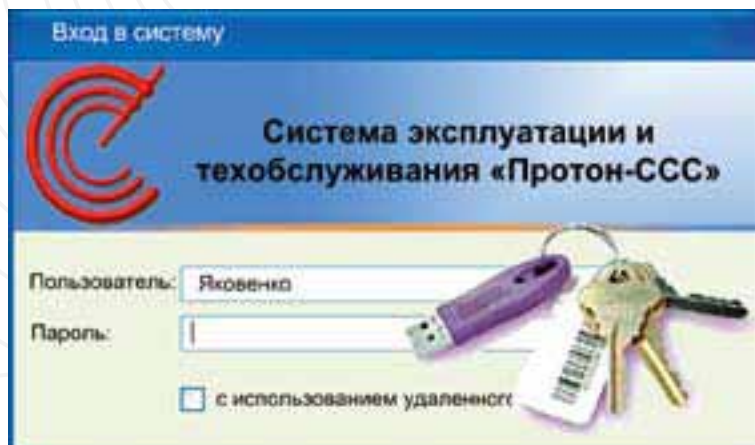 Вход в систему
Система эксплуатации и
техобслуживания «Протон-ССС»
Пользователь: Яковенко
Пароль:
с использованием удаленного